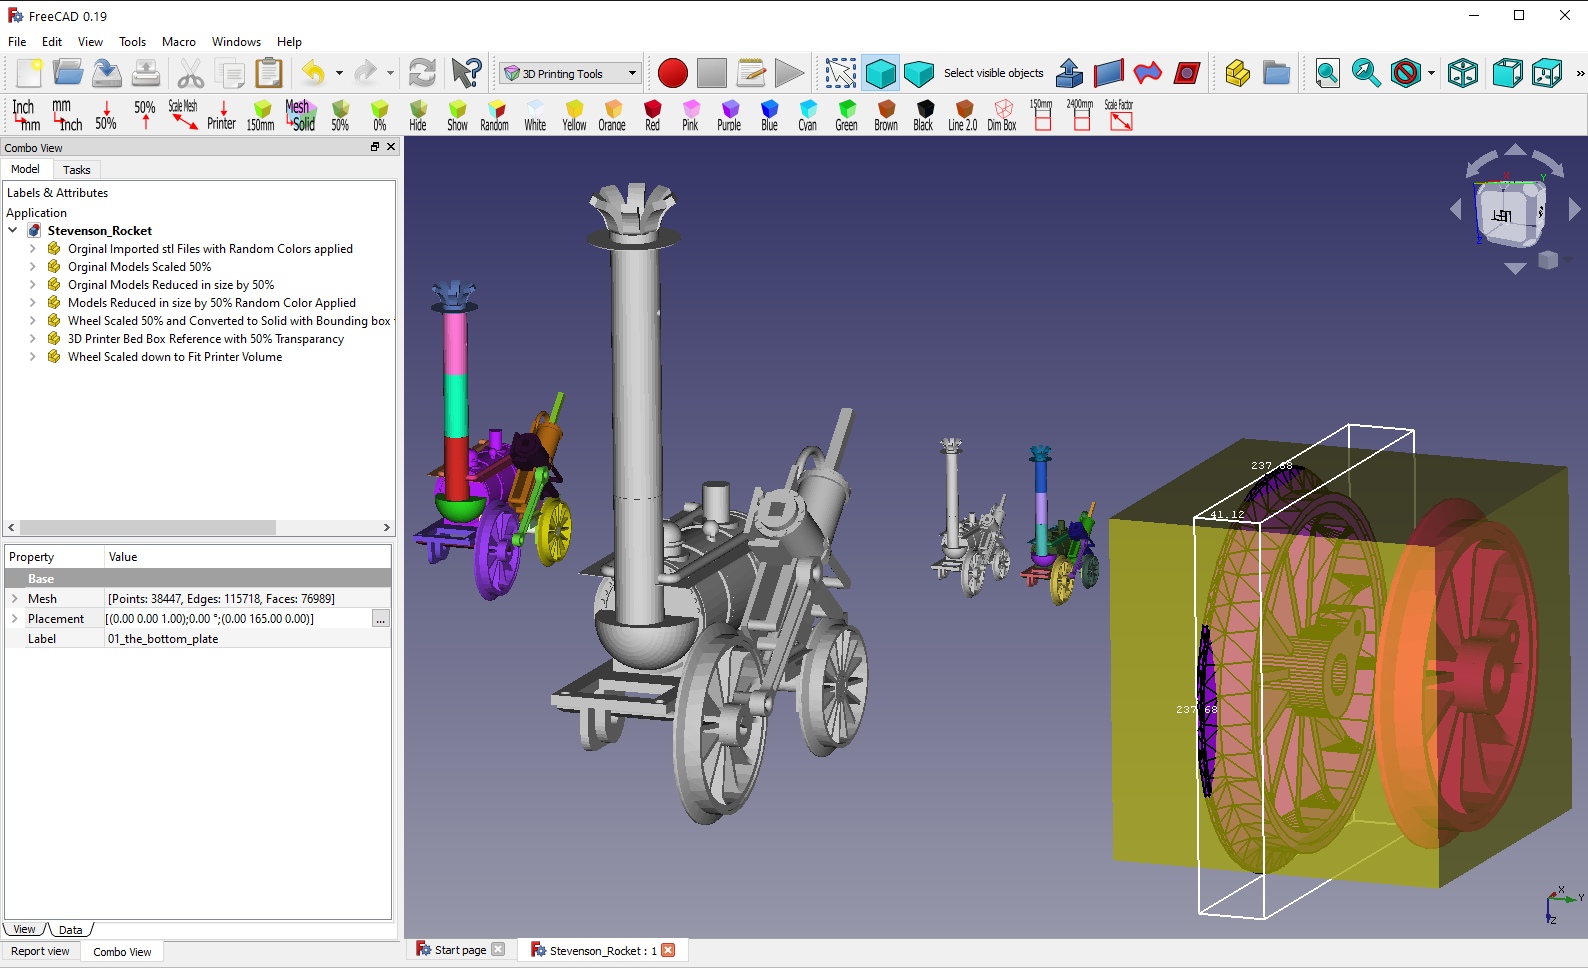 FreeCAD 0.19
File Edit View Tools Macro Windows Help
3D Printing Tools
Select visible objects
»
Inch mm
mm Inch
50%
50%
Scale Mesh
Printer
150mm
Mesh Solid
50%
0%
Hide
Show
Random
White
Yellow
Orange
Red
Pink
Purple
Blue
Cyan
Green
Brown
Black
Line 2.0
Dim Box
150mm
2400mm
Scale Factor
Combo View
Model Tasks
Labels & Attributes
Application
Stevenson_Rocket
Orginal Imported stl Files with Random Colors applied
Orginal Models Scaled 50%
Orginal Models Reduced in size by 50%
Models Reduced in size by 50% Random Color Applied
Wheel Scaled 50% and Converted to Solid with Bounding box
3D Printer Bed Box Reference with 50% Transparancy
Wheel Scaled down to Fit Printer Volume
Property Value
Base
Mesh [Points: 38447, Edges: 115718, Faces: 76989]
Placement [(0.00 0.00 1.00);0.00 °;(0.00 165.00 0.00)]
...
Label 01_the_bottom_plate
View Data
Report view Combo View
237.68
41.12
237.68
X
Y
Z
X
Y
Z
Start page
Stevenson_Rocket : 1